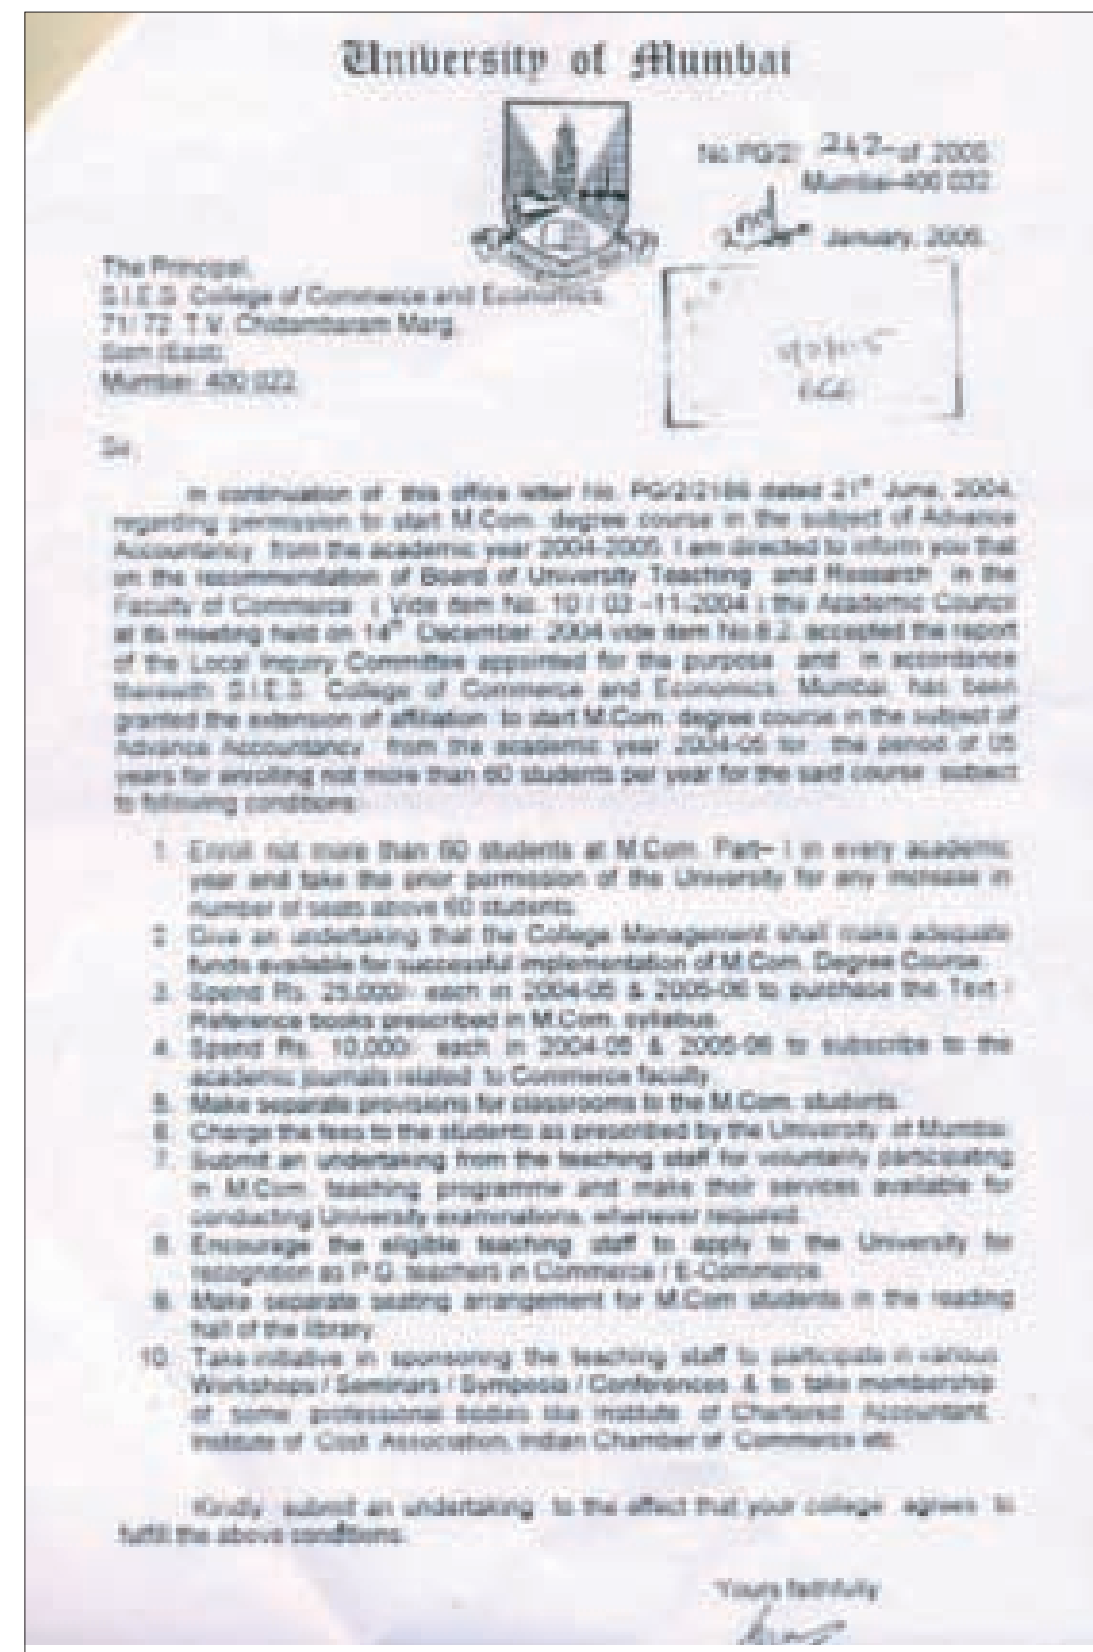 University of Mumbai
No.PG/2/ 242 of 2005
Mumbai-400 032
2nd January, 2005.
The Principal,
S.I.E.S. College of Commerce and Economics,
71/ 72, T.V. Chidambaram Marg,
Sion (East),
Mumbai 400 022
Sir,
In continuation of this office letter No. PG/2/2186 dated 21st June, 2004,
regarding permission to start M.Com. degree course in the subject of Advance
Accountancy from the academic year 2004-2005. I am directed to inform you that
on the recommendation of Board of University Teaching and Research in the
Faculty of Commerce ( Vide item No. 10 / 03 -11-2004 ) the Academic Council
at its meeting held on 14th December, 2004 vide item No.6.2. accepted the report
of the Local Inquiry Committee appointed for the purpose and in accordance
therewith S.I.E.S. College of Commerce and Economics, Mumbai, has been
granted the extension of affiliation to start M.Com. degree course in the subject of
Advance Accountancy from the academic year 2004-05 for the period of 05
years for enrolling not more than 60 students per year for the said course subject
to following conditions:-
1. Enroll not more than 60 students at M.Com. Part- I in every academic
year and take the prior permission of the University for any increase in
number of seats above 60 students.
2. Give an undertaking that the College Management shall make adequate
funds available for successful implementation of M.Com. Degree Course.
3. Spend Rs. 25,000/- each in 2004-05 & 2005-06 to purchase the Text /
Reference books prescribed in M.Com. syllabus.
4. Spend Rs. 10,000/- each in 2004-05 & 2005-06 to subscribe to the
academic journals related to Commerce faculty.
5. Make separate provisions for classrooms to the M.Com. students.
6. Charge the fees to the students as prescribed by the University of Mumbai.
7. Submit an undertaking from the teaching staff for voluntarily participating
in M.Com. teaching programme and make their services available for
conducting University examinations, whenever required.
8. Encourage the eligible teaching staff to apply to the University for
recognition as P.G. teachers in Commerce / E-Commerce.
9. Make separate seating arrangement for M.Com students in the reading
hall of the library.
10. Take initiative in sponsoring the teaching staff to participate in various
Workshops / Seminars / Symposia / Conferences & to take membership
of some professional bodies like Institute of Chartered Accountant,
Institute of Cost Association, Indian Chamber of Commerce etc.
Kindly submit an undertaking to the effect that your college agrees to
fulfill the above conditions.
Yours faithfully